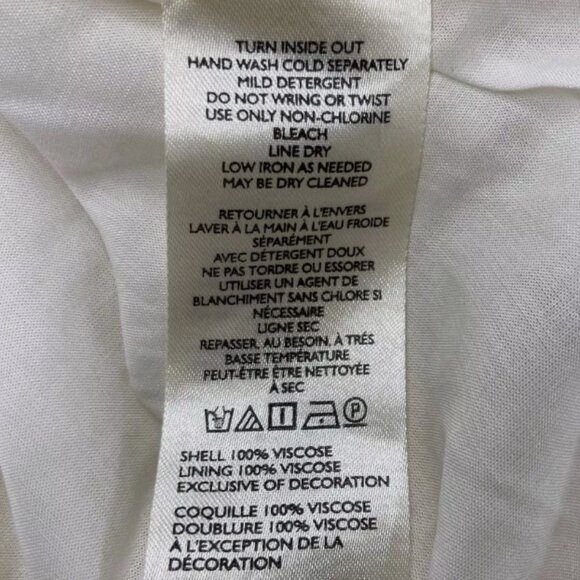 TURN INSIDE OUT
HAND WASH COLD SEPARATELY
MILD DETERGENT
DO NOT WRING OR TWIST
USE ONLY NON-CHLORINE
BLEACH
LINE DRY
LOW IRON AS NEEDED
MAY BE DRY CLEANED
RETOURNER À L'ENVERS
LAVER À LA MAIN À L'EAU FROIDE
SÉPARÉMENT
AVEC DÉTERGENT DOUX
NE PAS TORDRE OU ESSORER
UTILISER UN AGENT DE
BLANCHIMENT SANS CHLORE SI
NÉCESSAIRE
LIGNE SEC
REPASSER, AU BESOIN, À TRÉS
BASSE TEMPÉRATURE
PEUT-ÊTRE ÊTRE NETTOYÉE
À SEC
P
SHELL 100% VISCOSE
LINING 100% VISCOSE
EXCLUSIVE OF DECORATION
COQUILLE 100% VISCOSE
DOUBLURE 100% VISCOSE
À L'EXCEPTION DE LA
DÉCORATION